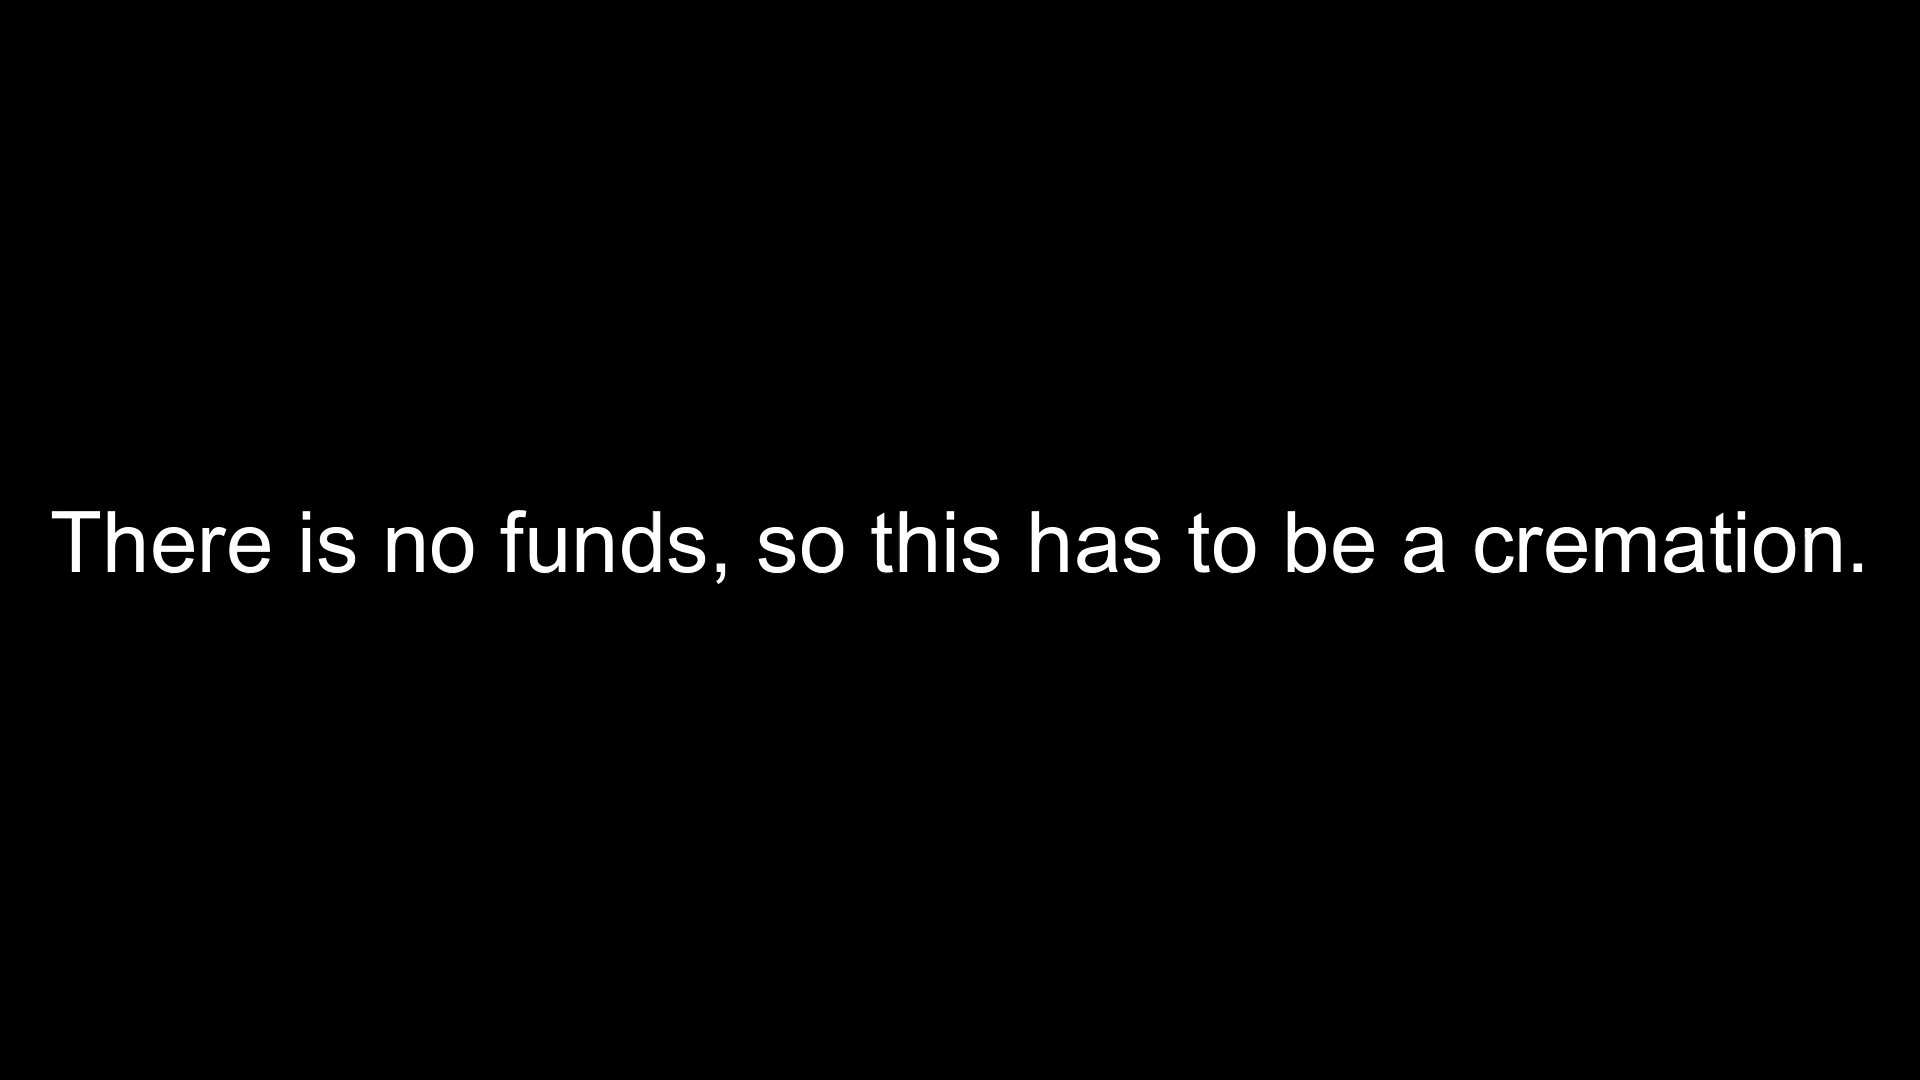 There is no funds, so this has to be a cremation.